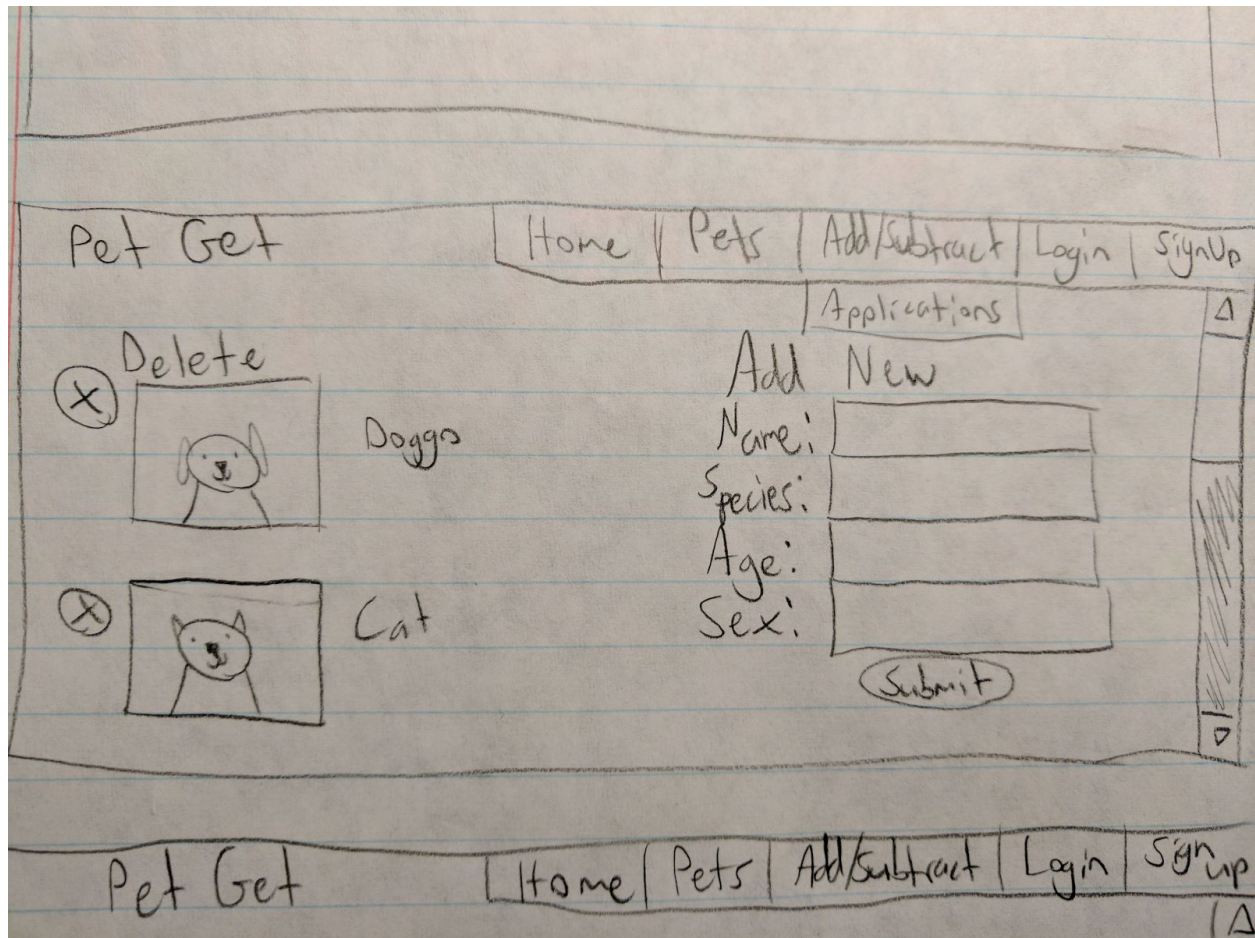 Pet Get Home Pets Add/Subtract Login SignUp
Applications
Delete Add New
X Doggo Name:
Species:
Age:
X Cat Sex:
Submit
Pet Get Home Pets Add/Subtract Login Sign up